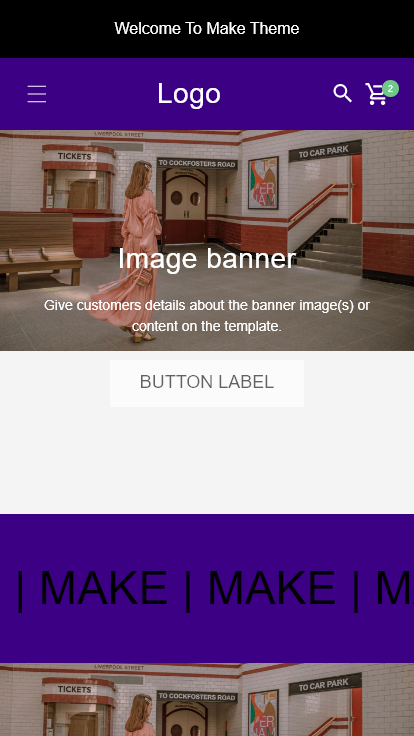 Welcome To Make Theme
Logo
2
LIVERPOOL STREET
TICKETS
TO COCKFOSTERS ROAD
TO CAR PARK
Image banner
Give customers details about the banner image(s) or
content on the template.
BUTTON LABEL
| MAKE | MAKE | M
TICKETS
TO COCKFOSTERS ROAD
TO CAR PARK